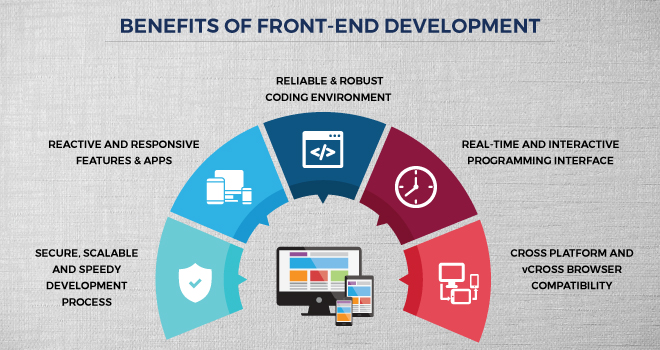 BENEFITS OF FRONT-END DEVELOPMENT
RELIABLE & ROBUST
CODING ENVIRONMENT
REACTIVE AND RESPONSIVE
FEATURES & APPS
REAL-TIME AND INTERACTIVE
PROGRAMMING INTERFACE
SECURE, SCALABLE
AND SPEEDY
DEVELOPMENT
PROCESS
CROSS PLATFORM AND
vCROSS BROWSER
COMPATIBILITY